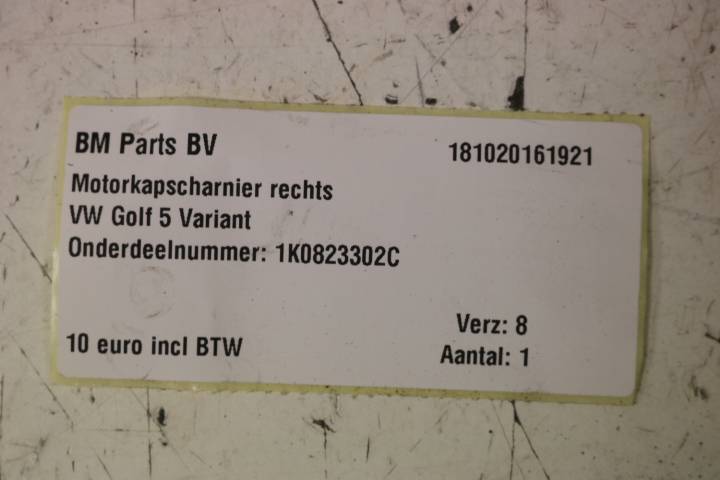 BM Parts BV
181020161921
Motorkapscharnier rechts
VW Golf 5 Variant
Onderdeelnummer: 1K0823302C
Verz: 8
10 euro incl BTW
Aantal: 1